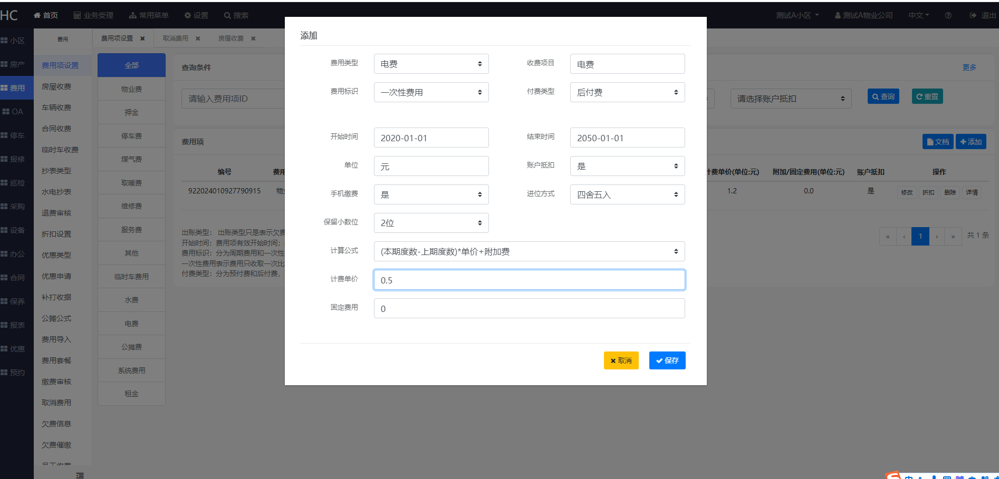 HC 首页 业务受理 常用菜单 设置 搜索 测试A小区 测试A物业公司 中文 退出
小区
房产
费用
OA
停车
报修
巡检
采购
设备
办公
合同
保养
报表
优惠
预约
费用
费用项设置
房屋收费
车辆收费
合同收费
临时车收费
抄表类型
水电抄表
退费审核
折扣设置
优惠类型
优惠申请
补打收据
公摊公式
费用导入
费用套餐
缴费审核
取消费用
欠费信息
欠费催缴
费用项设置 取消费用 房屋收费
全部
物业费
押金
停车费
煤气费
取暖费
维修费
服务费
其他
临时车费用
水费
电费
公摊费
系统费用
租金
查询条件 更多
请输入费用项ID 请选择账户抵扣 查询 重置
费用项 文档 添加
编号 费用 计费单价(单位:元) 附加/固定费用(单位:元) 账户抵扣 操作
922024010927790915 物业 1.2 0.0 是 修改 折扣 删除 详情
« ‹ 1 › » 共 1 条
出账类型： 出账类型只是表示欠费
开始时间：费用项有效开始时间；
费用标识：分为周期费用和一次性
一次性费用表示费用只收取一次比
付费类型：分为预付费和后付费，
添加
费用类型 电费 收费项目 电费
费用标识 一次性费用 付费类型 后付费
开始时间 2020-01-01 结束时间 2050-01-01
单位 元 账户抵扣 是
手机缴费 是 进位方式 四舍五入
保留小数位 2位
计算公式 (本期度数-上期度数)*单价+附加费
计费单价 0.5
固定费用 0
取消 保存